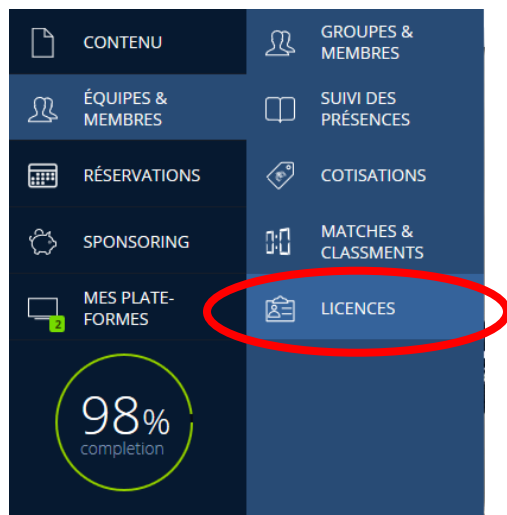 CONTENU
ÉQUIPES &
MEMBRES
RÉSERVATIONS
SPONSORING
MES PLATE-
FORMES
2
98%
completion
GROUPES &
MEMBRES
SUIVI DES
PRÉSENCES
COTISATIONS
MATCHES &
CLASSMENTS
LICENCES